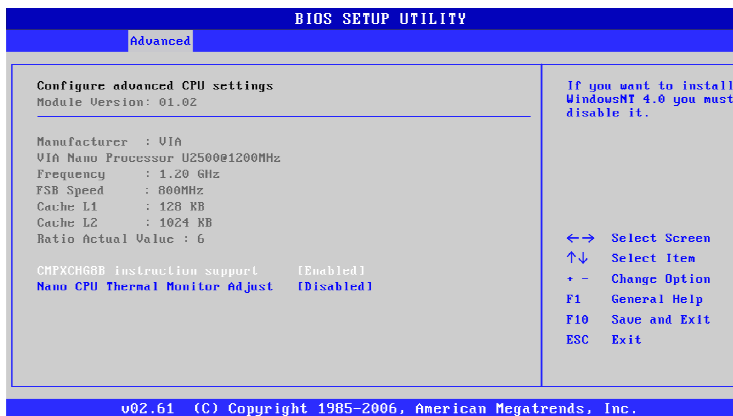 BIOS SETUP UTILITY
Advanced
Configure advanced CPU settings
Module Version: 01.02
Manufacturer : VIA
VIA Nano Processor U2500@1200MHz
Frequency : 1.20 GHz
FSB Speed : 800MHz
Cache L1 : 128 KB
Cache L2 : 1024 KB
Ratio Actual Value : 6
CMPXCHG8B instruction support [Enabled]
Nano CPU Thermal Monitor Adjust [Disabled]
If you want to install
WindowsNT 4.0 you must
disable it.
←→ Select Screen
↑↓ Select Item
+ - Change Option
F1 General Help
F10 Save and Exit
ESC Exit
v02.61 (C) Copyright 1985-2006, American Megatrends, Inc.